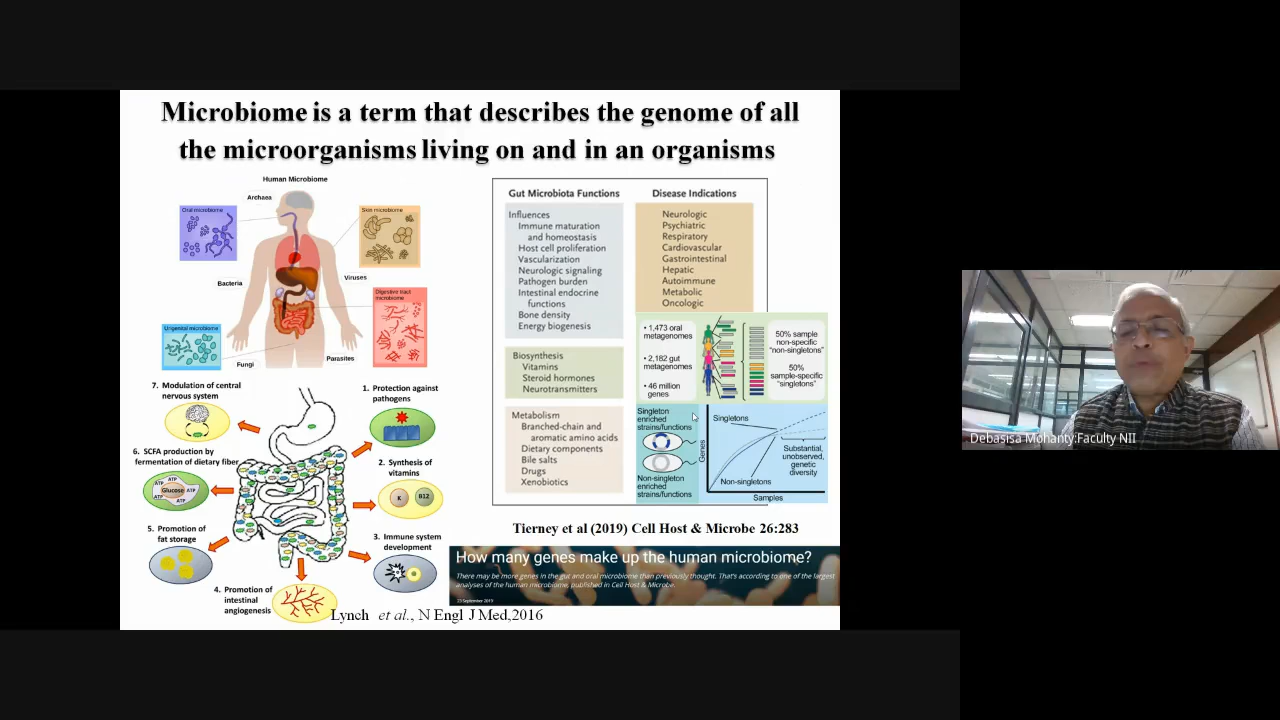 Microbiome is a term that describes the genome of all
the microorganisms living on and in an organisms
Human Microbiome
Archaea
Oral microbiome
Skin microbiome
Bacteria
Viruses
Digestive tract
microbiome
Urogenital microbiome
Fungi
Parasites
7. Modulation of central
nervous system
1. Protection against
pathogens
6. SCFA production by
fermentation of dietary fiber
ATP
ATP
ATP
Glucose
ATP
2. Synthesis of
vitamins
K
B12
5. Promotion of
fat storage
3. Immune system
development
4. Promotion of
intestinal
angiogenesis
Lynch et al., N Engl J Med,2016
Gut Microbiota Functions
Influences
Immune maturation
and homeostasis
Host cell proliferation
Vascularization
Neurologic signaling
Pathogen burden
Intestinal endocrine
functions
Bone density
Energy biogenesis
Biosynthesis
Vitamins
Steroid hormones
Neurotransmitters
Metabolism
Branched-chain and
aromatic amino acids
Dietary components
Bile salts
Drugs
Xenobiotics
Disease Indications
Neurologic
Psychiatric
Respiratory
Cardiovascular
Gastrointestinal
Hepatic
Autoimmune
Metabolic
Oncologic
• 1,473 oral
metagenomes
• 2,182 gut
metagenomes
• 46 million
genes
50% sample
non-specific
"non-singletons"
50%
sample-specific
"singletons"
Singleton
enriched
strains/functions
Non-singleton
enriched
strains/functions
Genes
Singletons
Substantial,
unobserved,
genetic
diversity
Non-singletons
Samples
Tierney et al (2019) Cell Host & Microbe 26:283
How many genes make up the human microbiome?
There may be more genes in the gut and oral microbiome than previously thought. That's according to one of the largest
analyses of the human microbiome, published in Cell Host & Microbe.
23 September 2019
Debasisa Mohanty:Faculty NII